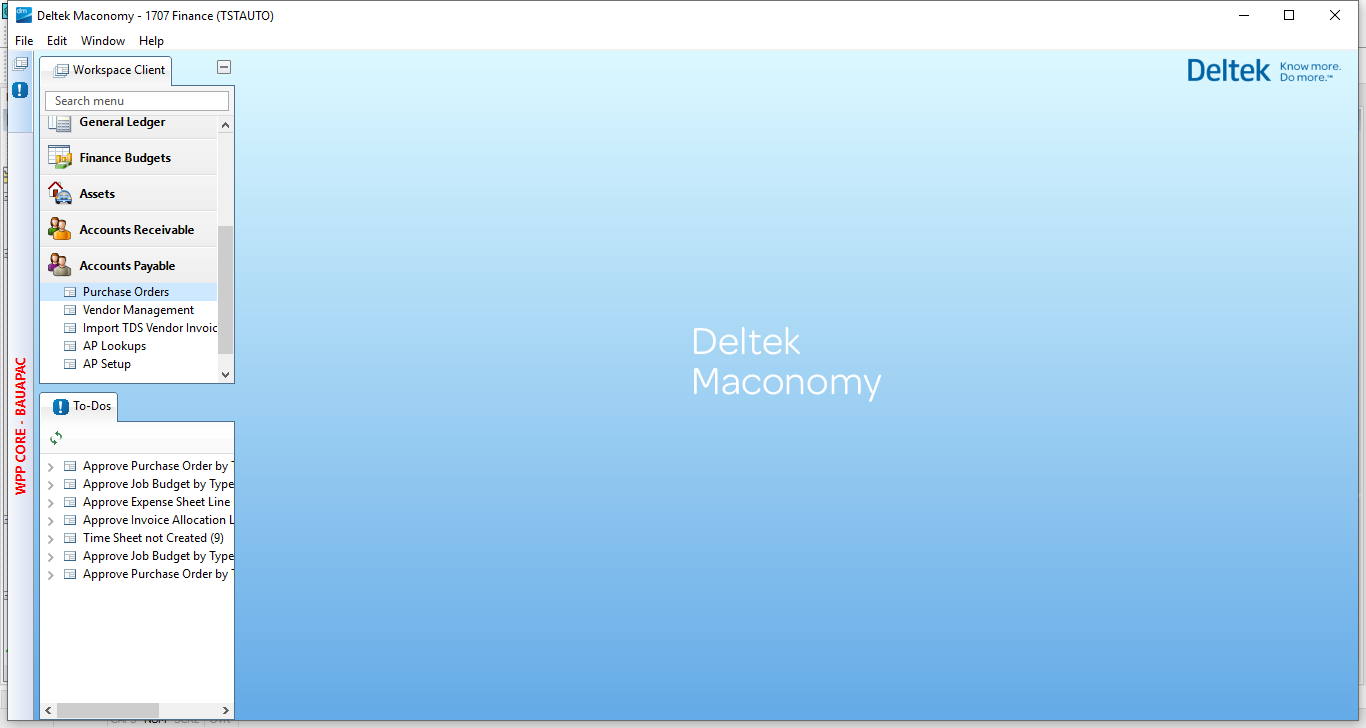 Deltek Maconomy - 1707 Finance (TSTAUTO)
File Edit Window Help
Workspace Client
Deltek Know more. Do more.™
Search menu
General Ledger
Finance Budgets
Assets
Accounts Receivable
Accounts Payable
Purchase Orders
Vendor Management
Import TDS Vendor Invoic
AP Lookups
AP Setup
Deltek
Maconomy
WPP CORE - BAUAPAC
To-Dos
Approve Purchase Order by T
Approve Job Budget by Type
Approve Expense Sheet Line
Approve Invoice Allocation L
Time Sheet not Created (9)
Approve Job Budget by Type
Approve Purchase Order by T